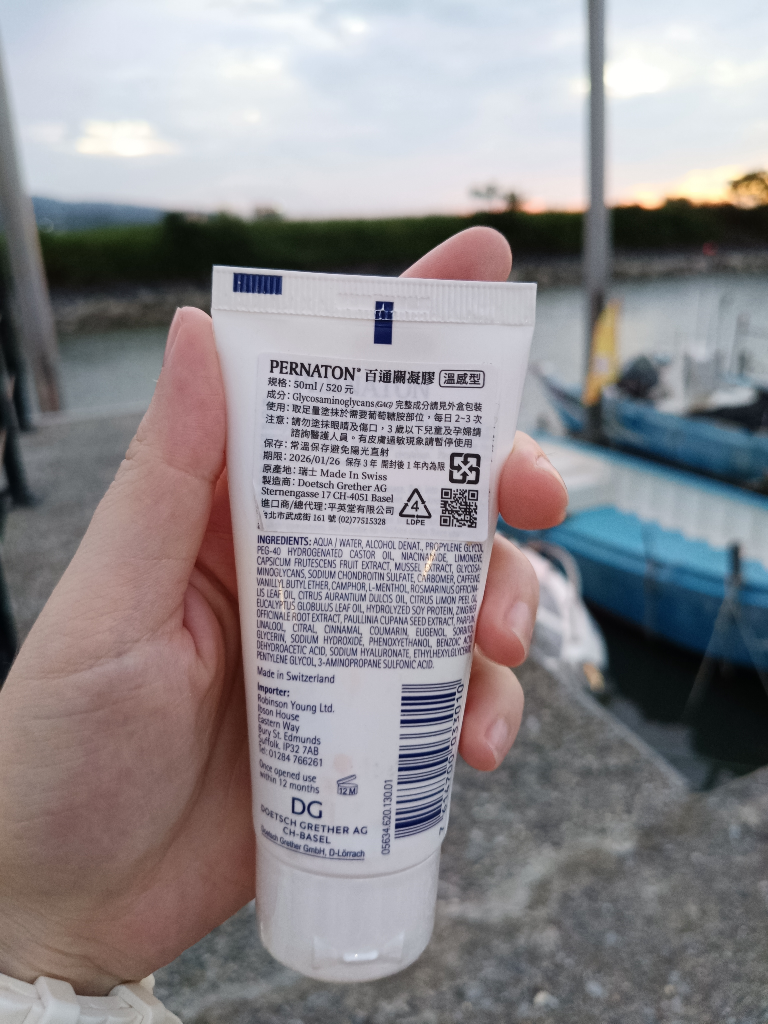 PERNATON® 百通關凝膠 溫感型
規格：50ml / 520 元
成分：Glycosaminoglycans(GAG) 完整成分請見外盒包裝
使用：取足量塗抹於需要葡萄糖胺部位，每日 2~3 次
注意：請勿塗抹眼睛及傷口，3 歲以下兒童及孕婦請
諮詢醫護人員。有皮膚過敏現象請暫停使用
保存：常溫保存避免陽光直射
期限：2026/01/26 保存 3 年 開封後 1 年內為限
原產地：瑞士 Made In Swiss
製造商：Doetsch Grether AG
Sternengasse 17 CH-4051 Basel
進口商/總代理：平英堂有限公司
台北市武成街 161 號 (02)77515328
4
LDPE
INGREDIENTS: AQUA / WATER, ALCOHOL DENAT., PROPYLENE GLYCOL,
PEG-40 HYDROGENATED CASTOR OIL, NIACINAMIDE, LIMONENE,
CAPSICUM FRUTESCENS FRUIT EXTRACT, MUSSEL EXTRACT, GLYCOSA-
MINOGLYCANS, SODIUM CHONDROITIN SULFATE, CARBOMER, CAFFEINE,
VANILLYL BUTYL ETHER, CAMPHOR, L-MENTHOL, ROSMARINUS OFFICINA-
LIS LEAF OIL, CITRUS AURANTIUM DULCIS OIL, CITRUS LIMON PEEL OIL,
EUCALYPTUS GLOBULUS LEAF OIL, HYDROLYZED SOY PROTEIN, ZINGIBER
OFFICINALE ROOT EXTRACT, PAULLINIA CUPANA SEED EXTRACT, PARFUM,
LINALOOL, CITRAL, CINNAMAL, COUMARIN, EUGENOL, SORBITOL,
GLYCERIN, SODIUM HYDROXIDE, PHENOXYETHANOL, BENZOIC ACID,
DEHYDROACETIC ACID, SODIUM HYALURONATE, ETHYLHEXYLGLYCERIN,
PENTYLENE GLYCOL, 3-AMINOPROPANE SULFONIC ACID.
Made in Switzerland
Importer:
Robinson Young Ltd.
Ibson House
Eastern Way
Bury St. Edmunds
Suffolk, IP32 7AB
Tel: 01284 766261
Once opened use
within 12 months
12 M
DG
DOETSCH GRETHER AG
CH-BASEL
Doetsch Grether GmbH, D-Lörrach
05634.620.130.01